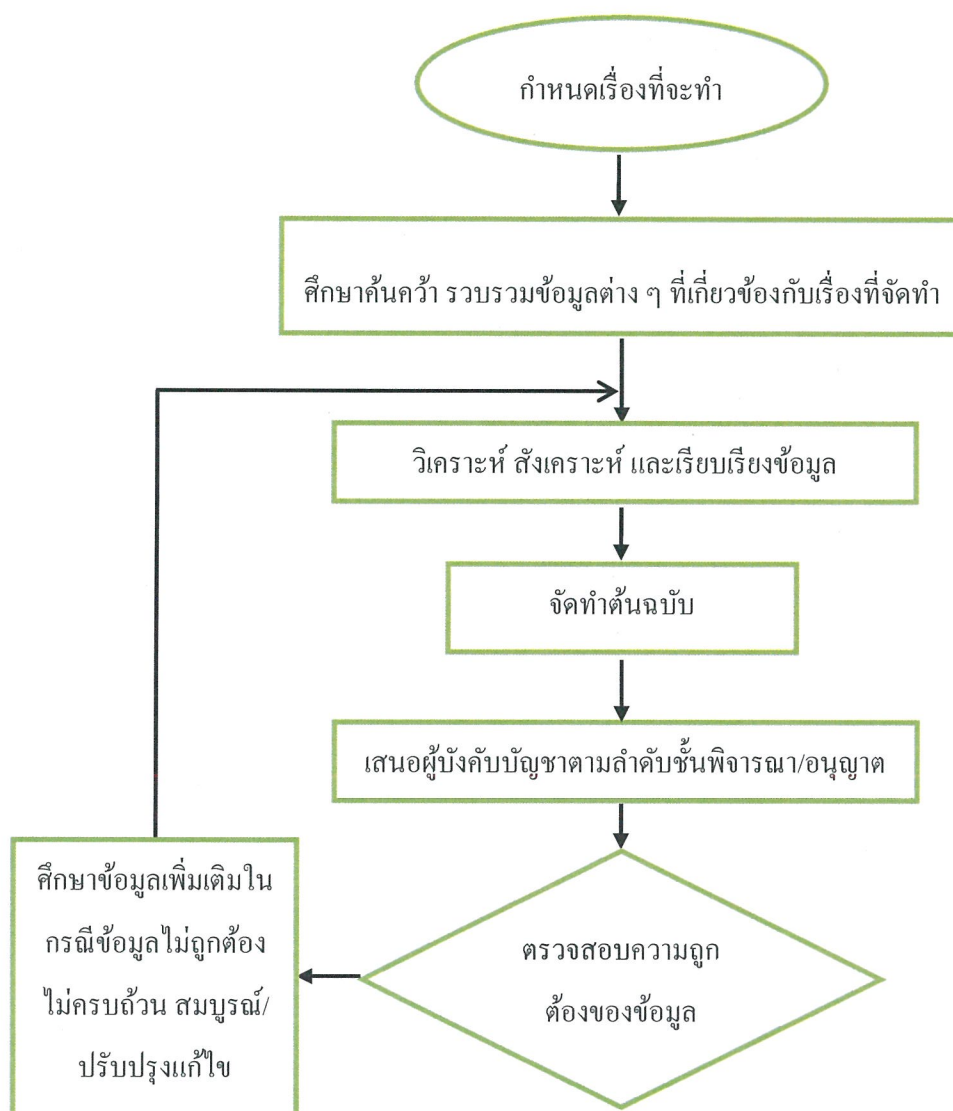 กำหนดเรื่องที่จะทำ
ศึกษาค้นคว้า รวบรวมข้อมูลต่าง ๆ ที่เกี่ยวข้องกับเรื่องที่จัดทำ
วิเคราะห์ สังเคราะห์ และเรียบเรียงข้อมูล
จัดทำต้นฉบับ
เสนอผู้บังคับบัญชาตามลำดับชั้นพิจารณา/อนุญาต
ตรวจสอบความถูก
ต้องของข้อมูล
ศึกษาข้อมูลเพิ่มเติมใน
กรณีข้อมูลไม่ถูกต้อง
ไม่ครบถ้วน สมบูรณ์/
ปรับปรุงแก้ไข